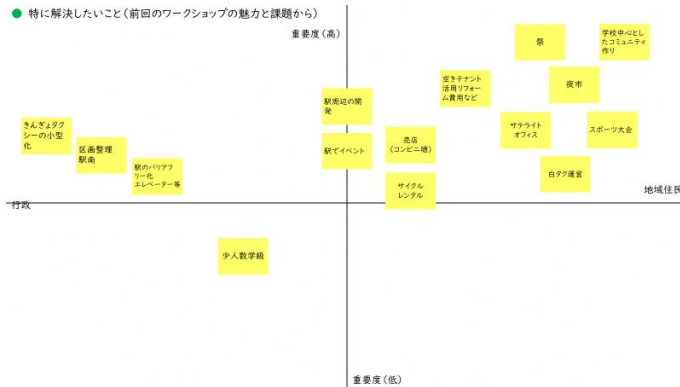 ● 特に解決したいこと(前回のワークショップの魅力と課題から)
重要度(高)
祭
学校中心とし
たコミュニティ
作り
空きテナント
活用リフォー
ム費用など
夜市
駅周辺の開
発
きんぎょタク
シーの小型
化
区画整理
駅南
駅でイベント
売店
(コンビニ増)
サテライト
オフィス
スポーツ大会
駅のバリアフ
リー化
エレベーター等
サイクル
レンタル
白タク運営
行政
地域住民
少人数学級
重要度(低)